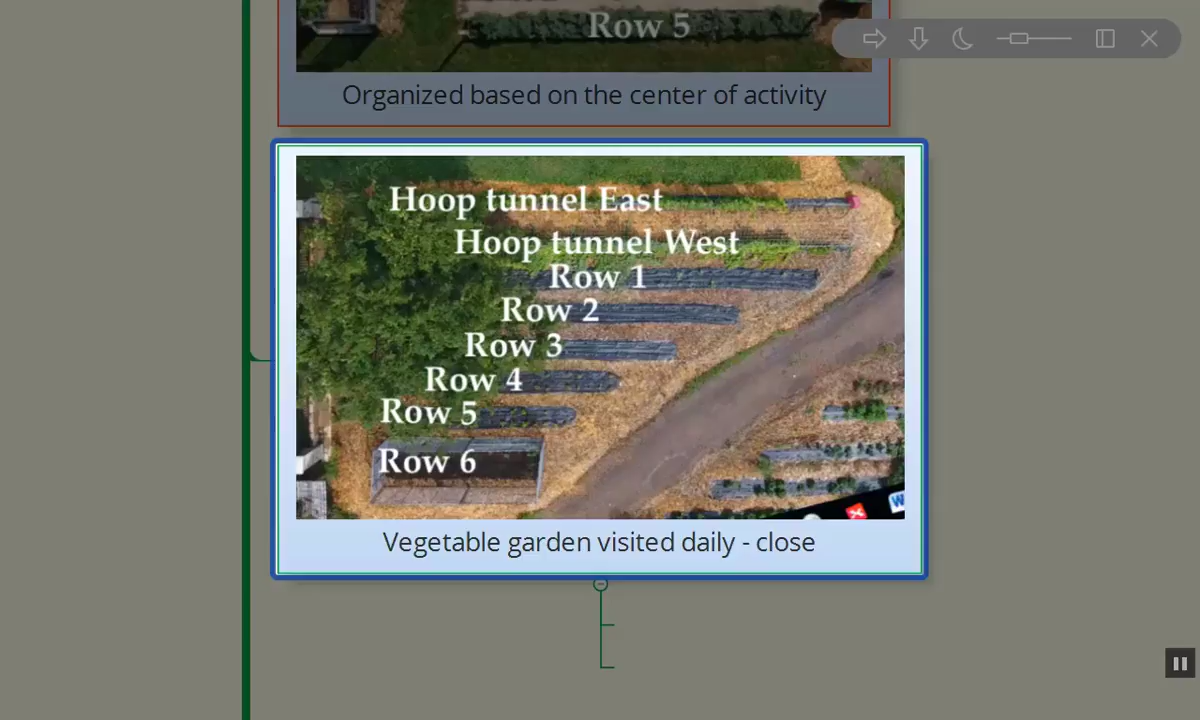 Row 5
Organized based on the center of activity
Hoop tunnel East
Hoop tunnel West
Row 1
Row 2
Row 3
Row 4
Row 5
Row 6
W
Vegetable garden visited daily - close